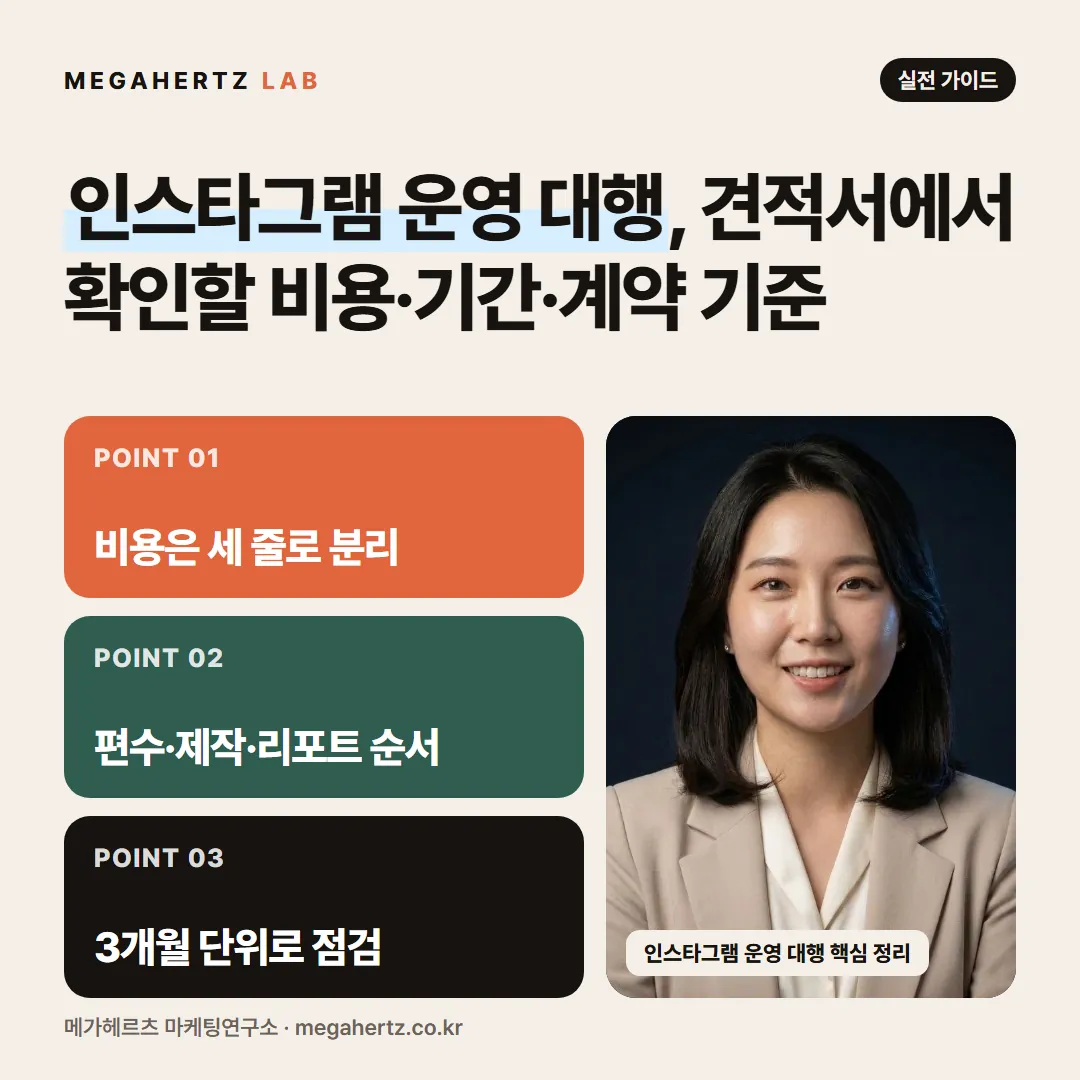 MEGAHERTZ LAB
실전 가이드
인스타그램 운영 대행, 견적서에서
확인할 비용·기간·계약 기준
POINT 01
비용은 세 줄로 분리
POINT 02
편수·제작·리포트 순서
POINT 03
3개월 단위로 점검
인스타그램 운영 대행 핵심 정리
메가헤르츠 마케팅연구소 · megahertz.co.kr